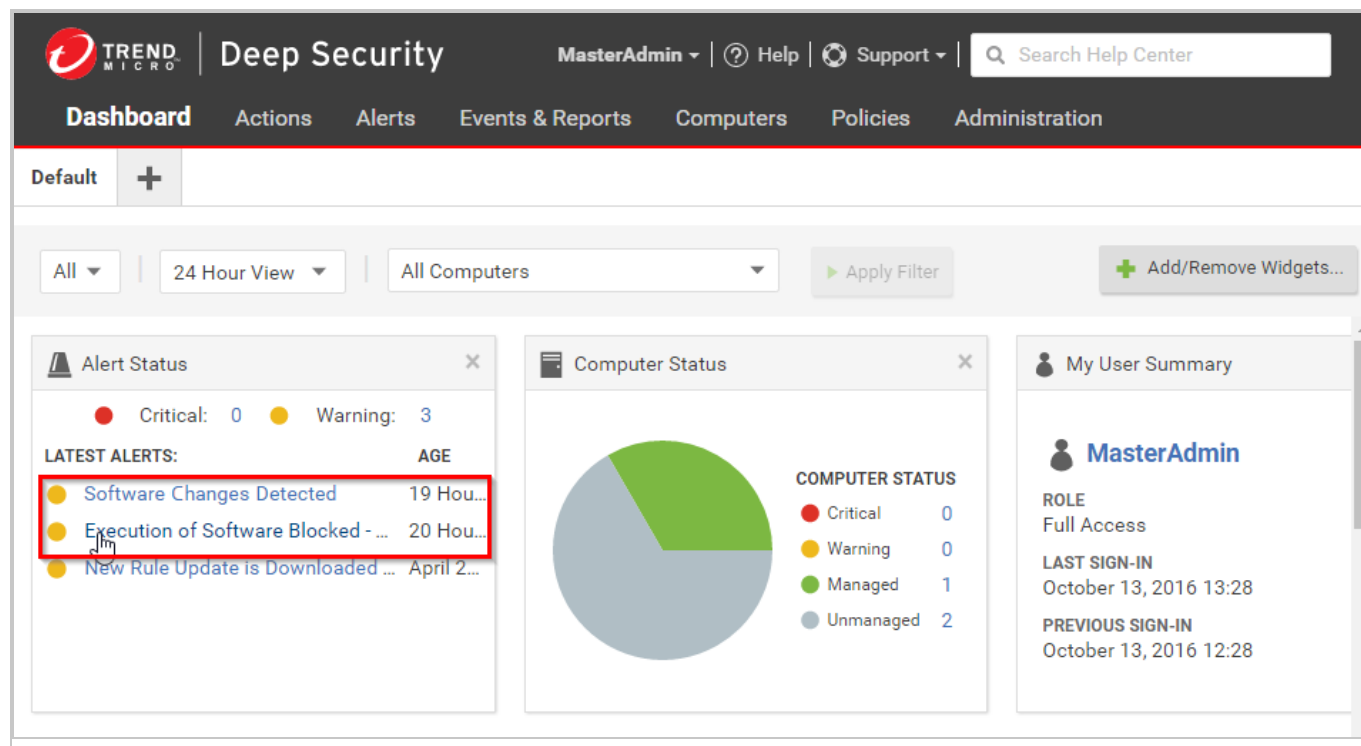 TREND MICRO Deep Security MasterAdmin Help Support Search Help Center
Dashboard Actions Alerts Events & Reports Computers Policies Administration
Default
All 24 Hour View All Computers Apply Filter Add/Remove Widgets...
Alert Status
Critical: 0 Warning: 3
LATEST ALERTS: AGE
Software Changes Detected 19 Hou...
Execution of Software Blocked - ... 20 Hou...
New Rule Update is Downloaded ... April 2...
Computer Status
COMPUTER STATUS
Critical 0
Warning 0
Managed 1
Unmanaged 2
My User Summary
MasterAdmin
ROLE
Full Access
LAST SIGN-IN
October 13, 2016 13:28
PREVIOUS SIGN-IN
October 13, 2016 12:28